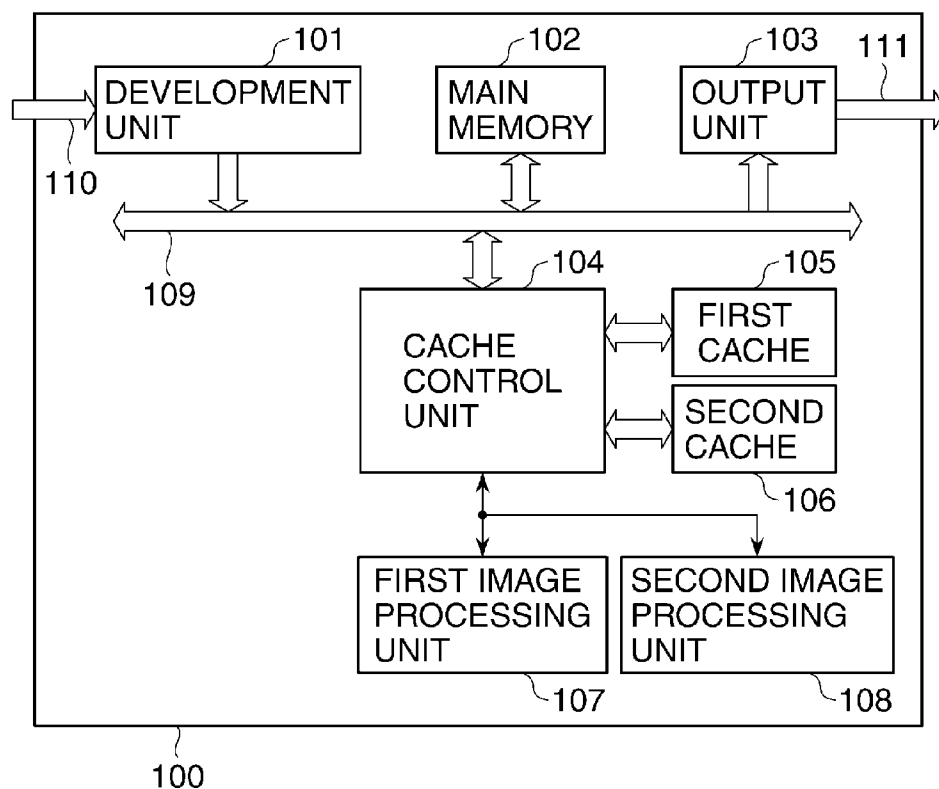 101
102
103
111
DEVELOPMENT
UNIT
MAIN
MEMORY
OUTPUT
UNIT
110
109
104
105
CACHE
CONTROL
UNIT
FIRST
CACHE
SECOND
CACHE
106
FIRST IMAGE
PROCESSING
UNIT
SECOND IMAGE
PROCESSING
UNIT
107
108
100